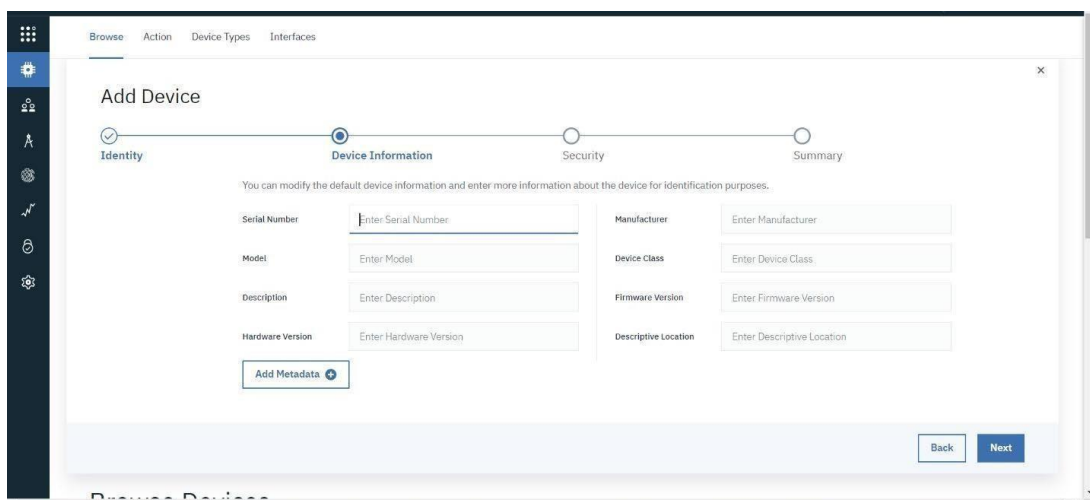 Browse Action Device Types Interfaces
Add Device
Identity Device Information Security Summary
You can modify the default device information and enter more information about the device for identification purposes.
Serial Number Enter Serial Number Manufacturer Enter Manufacturer
Model Enter Model Device Class Enter Device Class
Description Enter Description Firmware Version Enter Firmware Version
Hardware Version Enter Hardware Version Descriptive Location Enter Descriptive Location
Add Metadata
Back Next
Browse Devices